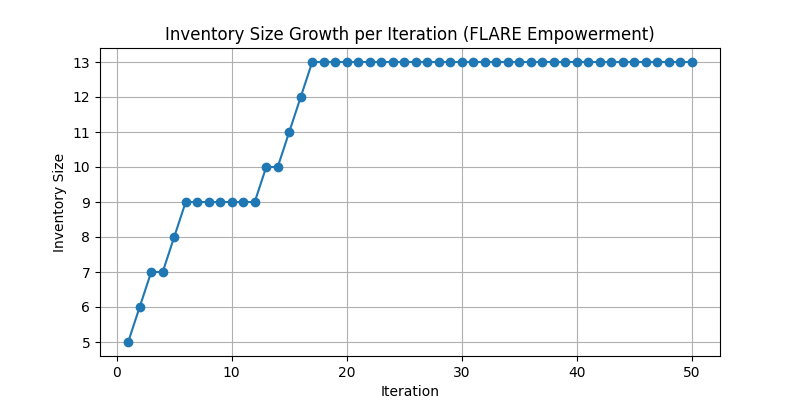 Inventory Size Growth per Iteration (FLARE Empowerment)
13
12
11
10
9
8
7
6
5
Inventory Size
0 10 20 30 40 50
Iteration